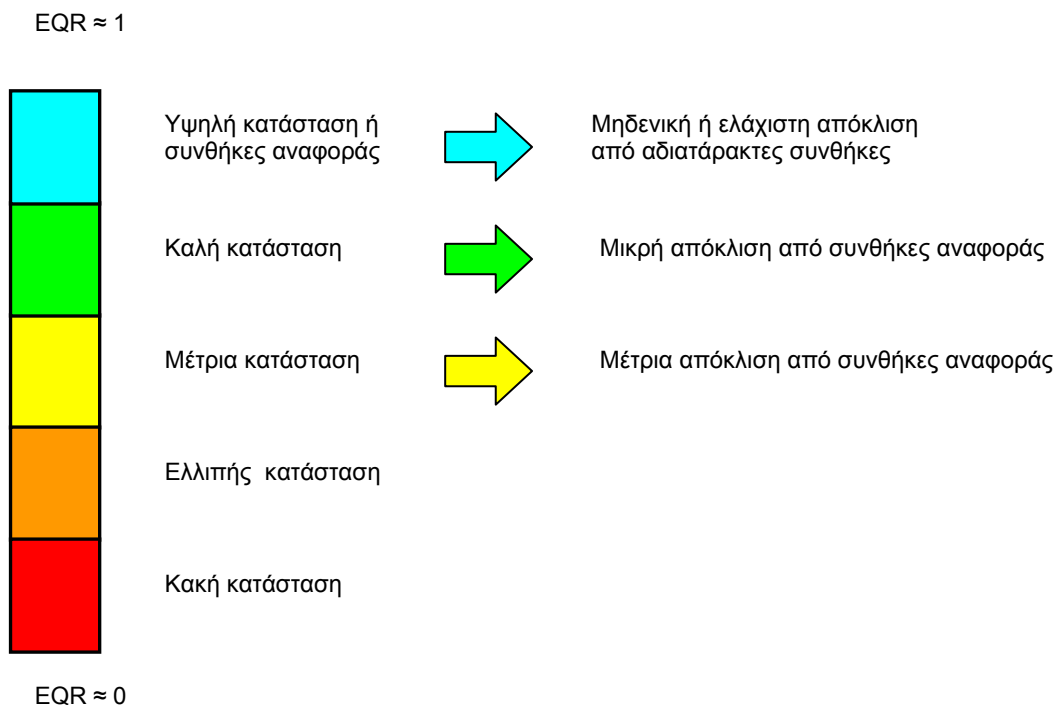 EQR ≈ 1
Υψηλή κατάσταση ή
συνθήκες αναφοράς
Μηδενική ή ελάχιστη απόκλιση
από αδιατάρακτες συνθήκες
Καλή κατάσταση
Μικρή απόκλιση από συνθήκες αναφοράς
Μέτρια κατάσταση
Μέτρια απόκλιση από συνθήκες αναφοράς
Ελλιπής κατάσταση
Κακή κατάσταση
EQR ≈ 0